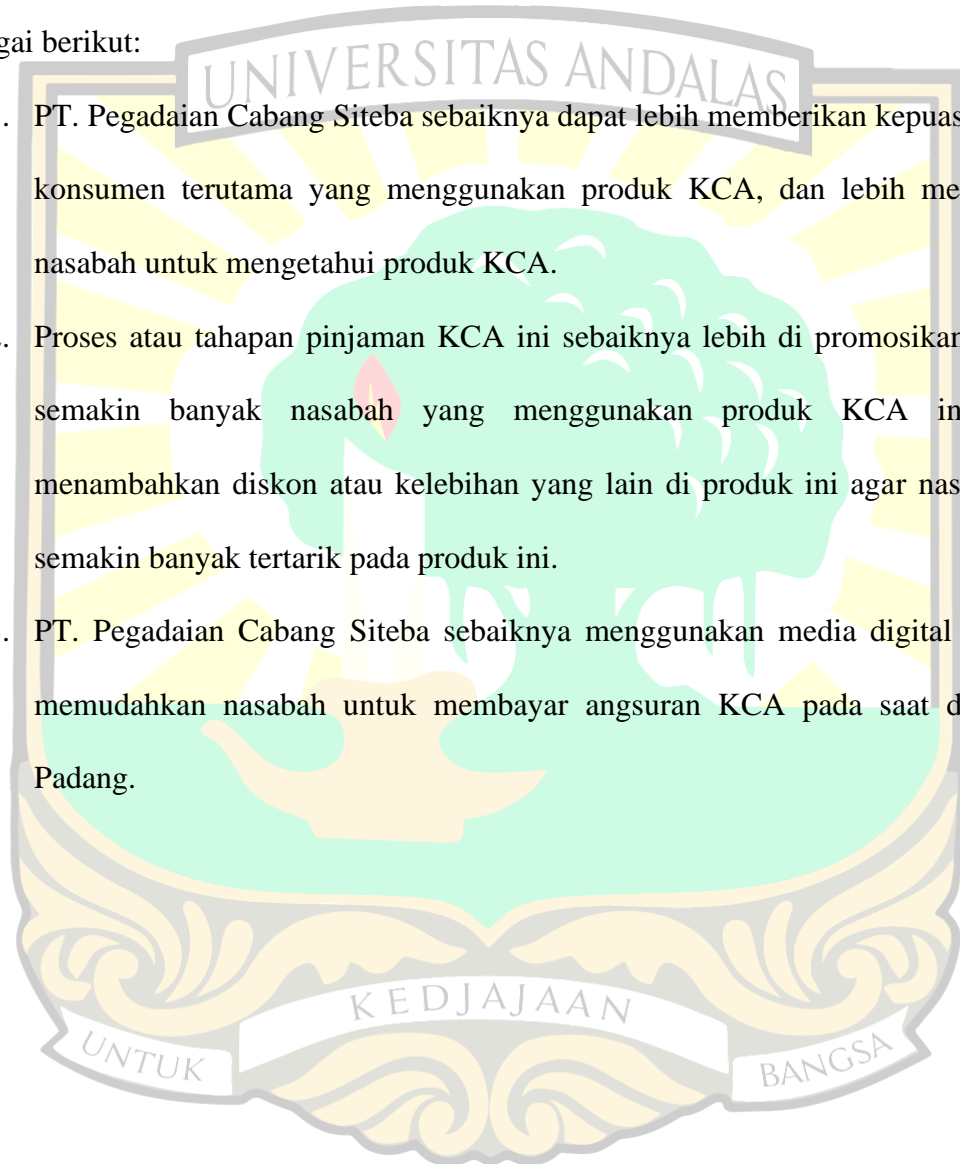 gai berikut:
UNIVERSITAS ANDALAS
. PT. Pegadaian Cabang Siteba sebaiknya dapat lebih memberikan kepuas
konsumen terutama yang menggunakan produk KCA, dan lebih me
nasabah untuk mengetahui produk KCA.
. Proses atau tahapan pinjaman KCA ini sebaiknya lebih di promosikan
semakin banyak nasabah yang menggunakan produk KCA in
menambahkan diskon atau kelebihan yang lain di produk ini agar nas
semakin banyak tertarik pada produk ini.
. PT. Pegadaian Cabang Siteba sebaiknya menggunakan media digital
memudahkan nasabah untuk membayar angsuran KCA pada saat d
Padang.
KEDJAJAAN
UNTUK
BANGSA